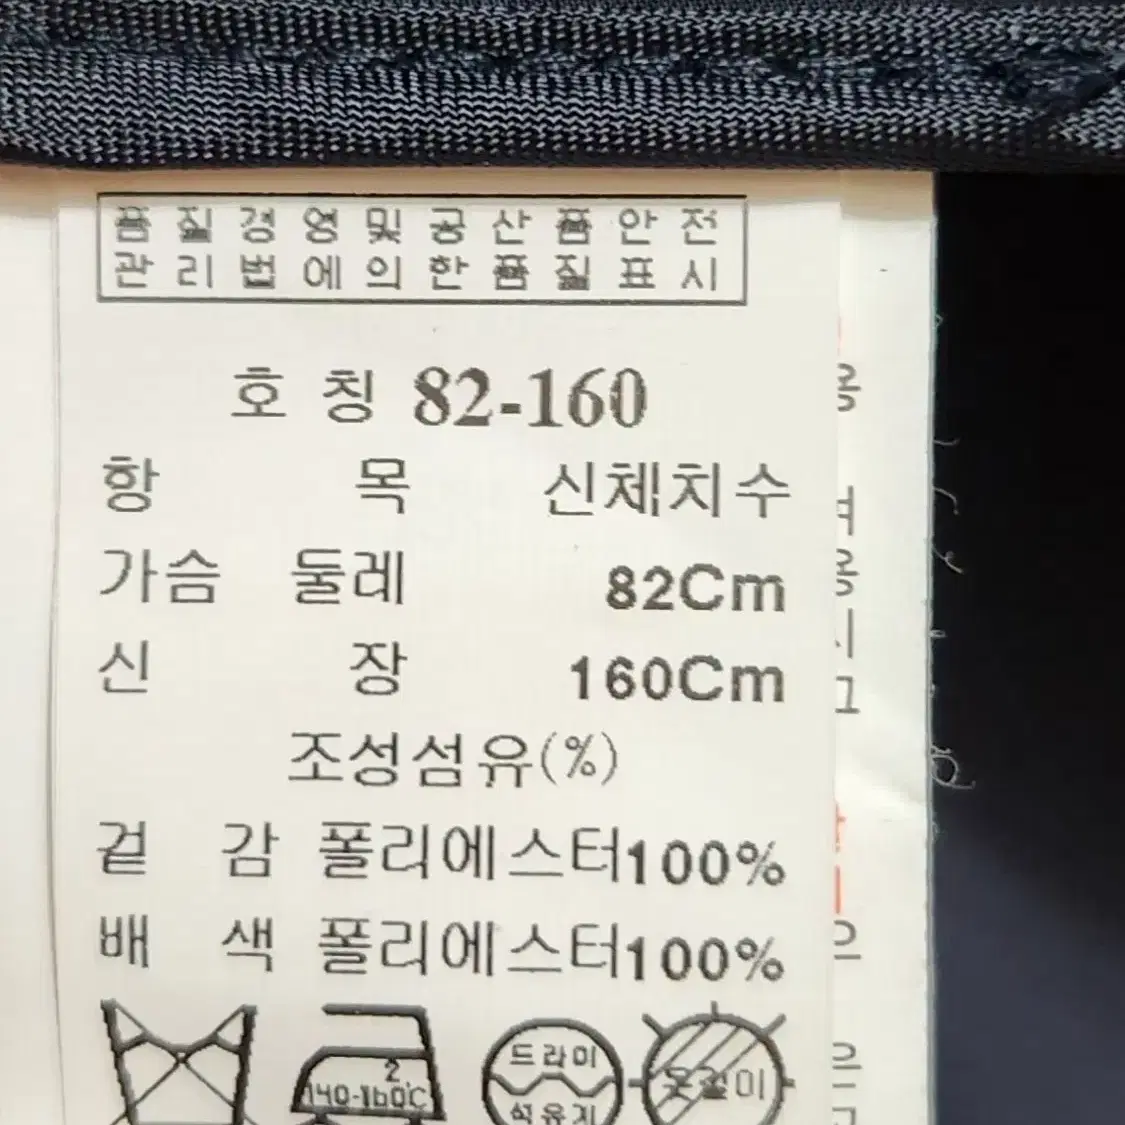 품질경영및공산품안전
관리법에의한품질표시
호 칭 82-160
항 목 신체치수
가슴 둘레 82Cm
신 장 160Cm
조성섬유(%)
겉 감 폴리에스터100%
배 색 폴리에스터100%
2
140-160℃
드라이
석유계
옷걸이